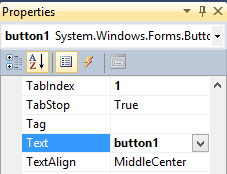 Properties
button1 System.Windows.Forms.Butto
TabIndex 1
TabStop True
Tag
Text button1
TextAlign MiddleCenter